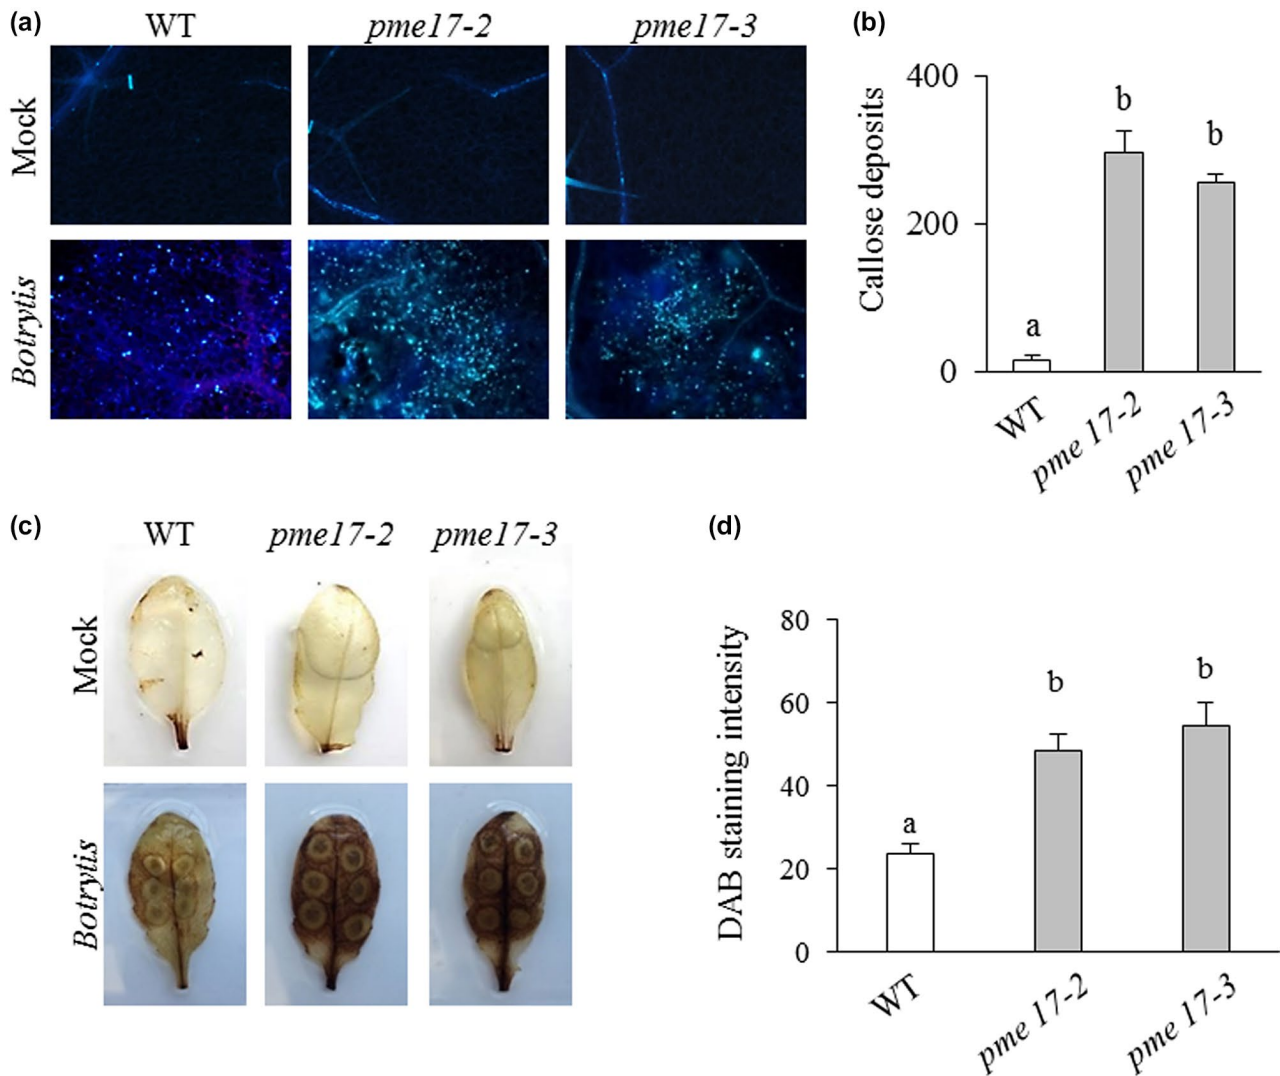 (a)
WT pme17-2 pme17-3
Mock
Botrytis
(b)
Callose deposits
400
200
0
a
b
b
WT
pme 17-2
pme 17-3
(c)
WT pme17-2 pme17-3
Mock
Botrytis
(d)
DAB staining intensity
80
60
40
20
0
a
b
b
WT
pme 17-2
pme 17-3